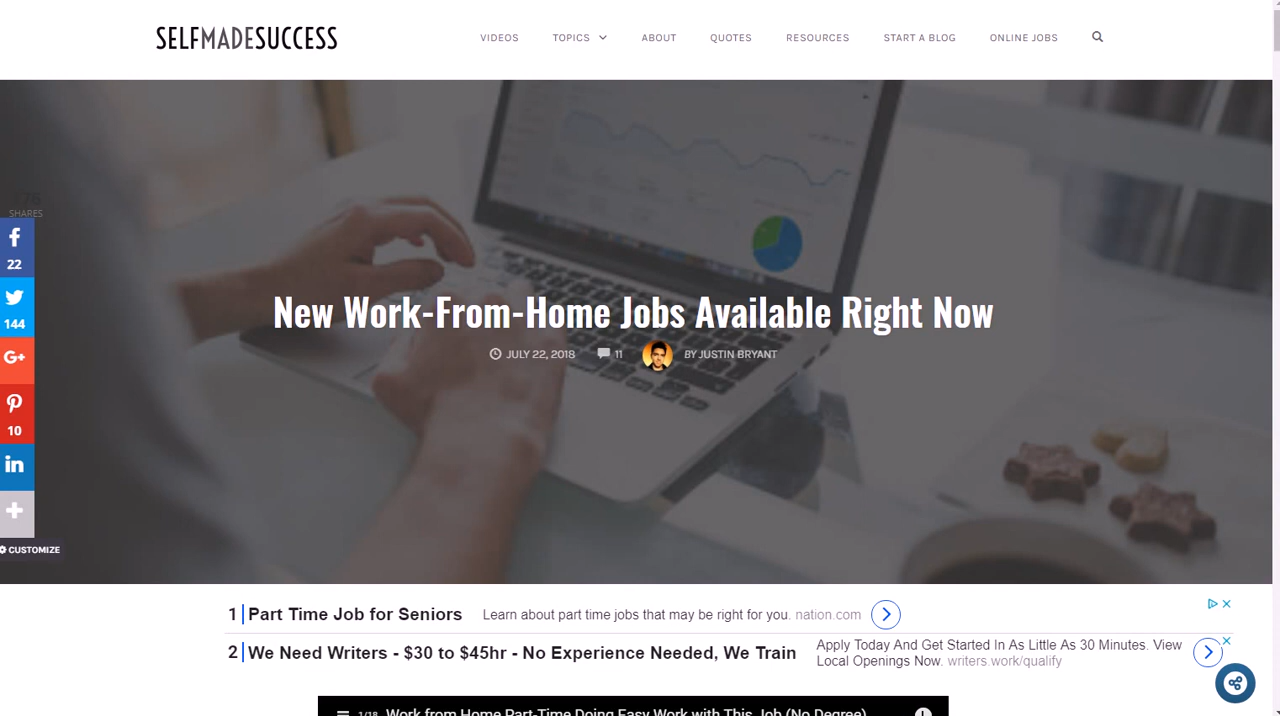 SELFMADESUCCESS
VIDEOS TOPICS ABOUT QUOTES RESOURCES START A BLOG ONLINE JOBS
SHARES
22
144
G+
10
in
CUSTOMIZE
New Work-From-Home Jobs Available Right Now
JULY 22, 2018 11 BY JUSTIN BRYANT
1 Part Time Job for Seniors Learn about part time jobs that may be right for you. nation.com
2 We Need Writers - $30 to $45hr - No Experience Needed, We Train Apply Today And Get Started In As Little As 30 Minutes. View
Local Openings Now. writers.work/qualify
1/18 Work from Home Part-Time Doing Easy Work with This Job (No Degree)